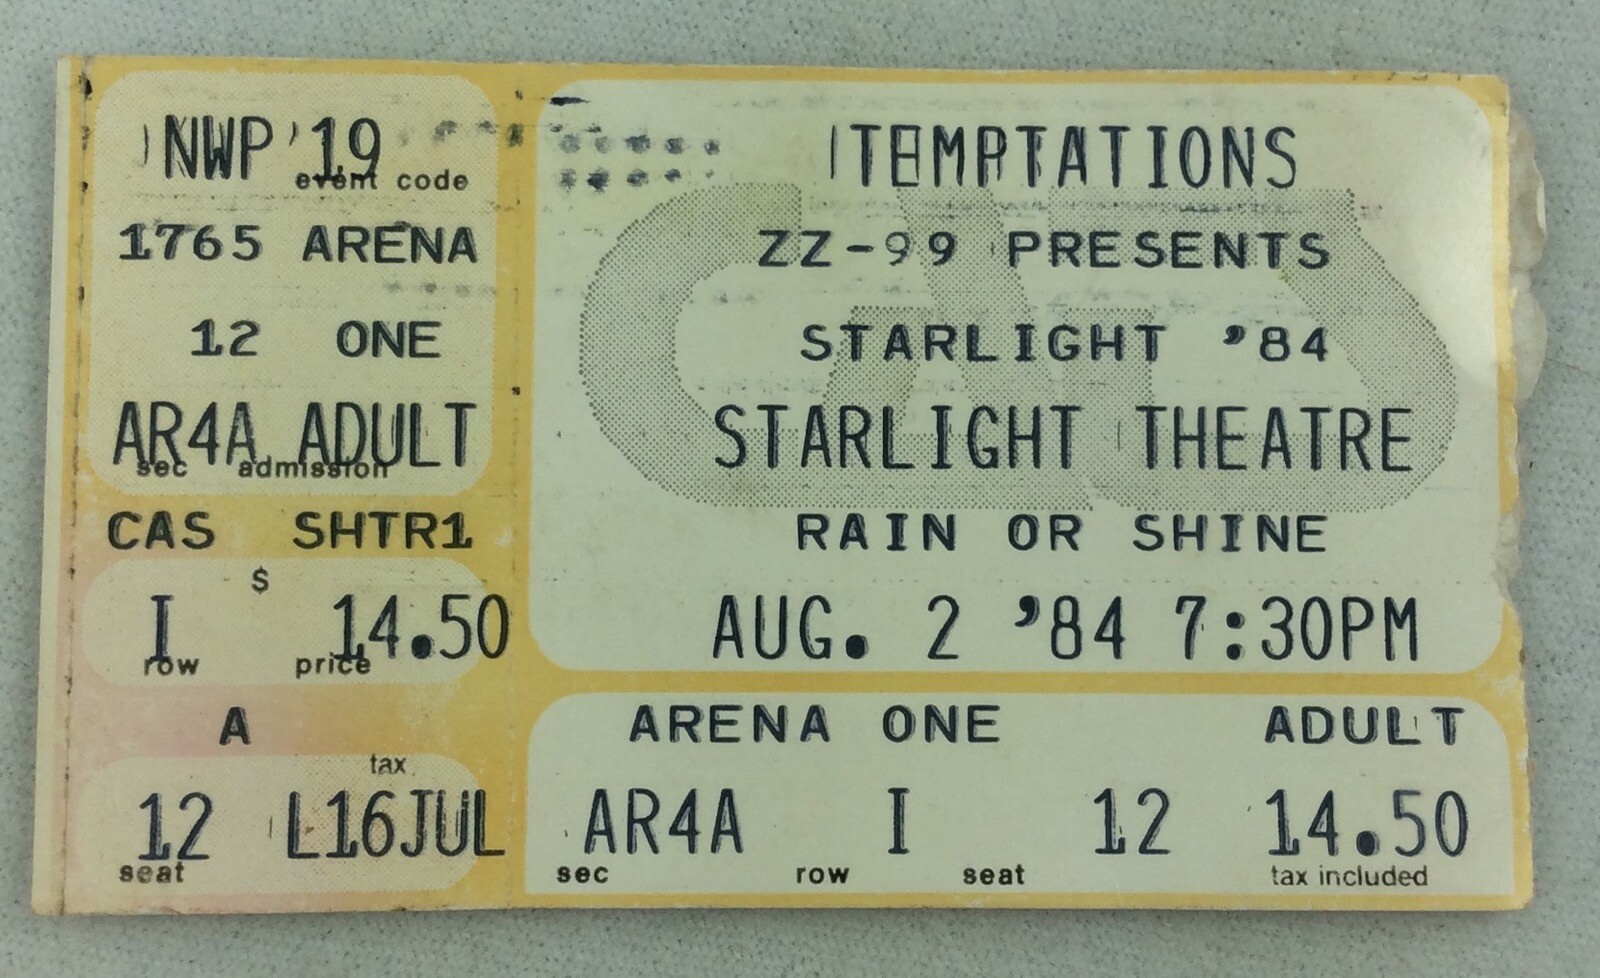 NWP'19
event code
1765 ARENA
12 ONE
AR4A ADULT
sec admission
CAS SHTR1
$
I 14.50
row price
A
tax
12 L16JUL
seat
TEMPTATIONS
ZZ-99 PRESENTS
STARLIGHT '84
STARLIGHT THEATRE
RAIN OR SHINE
AUG. 2 '84 7:30PM
ARENA ONE ADULT
AR4A I 12 14.50
sec row seat tax included